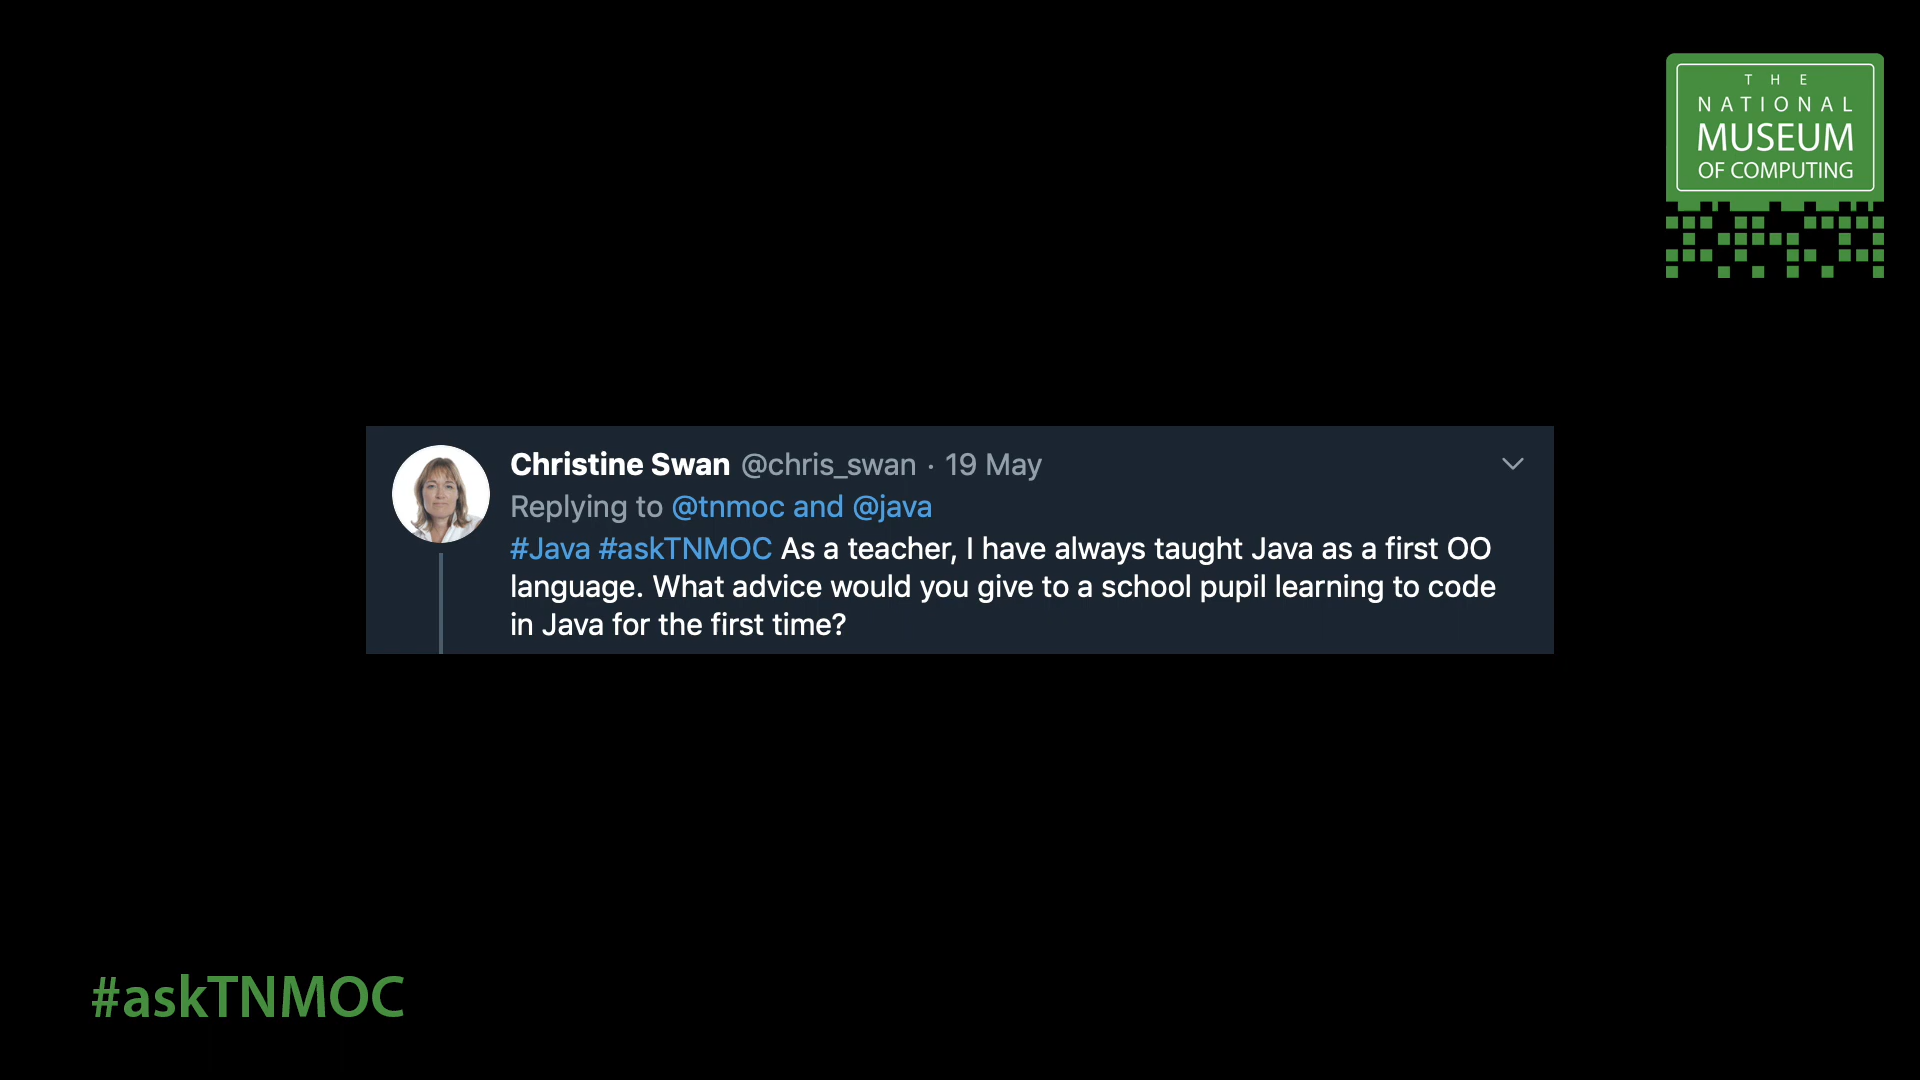 THE
NATIONAL
MUSEUM
OF COMPUTING
Christine Swan @chris_swan · 19 May
Replying to @tnmoc and @java
#Java #askTNMOC As a teacher, I have always taught Java as a first OO
language. What advice would you give to a school pupil learning to code
in Java for the first time?
#askTNMOC